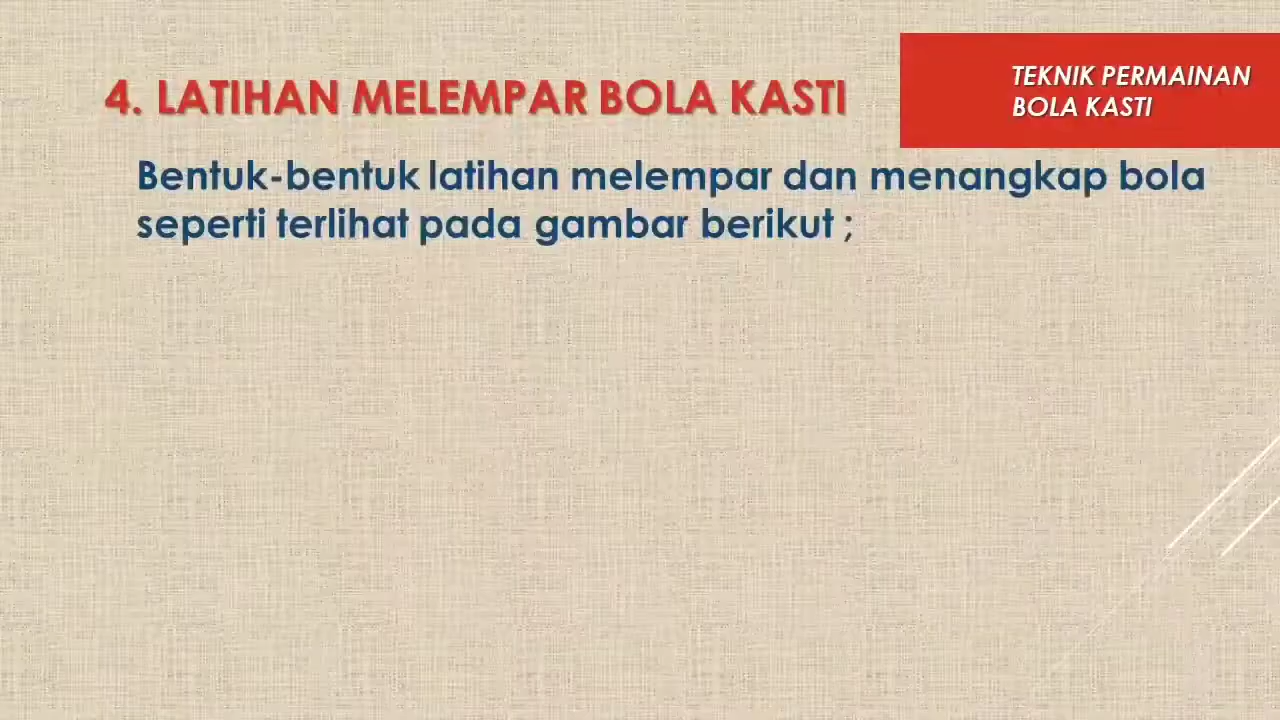 4. LATIHAN MELEMPAR BOLA KASTI
TEKNIK PERMAINAN
BOLA KASTI
Bentuk-bentuk latihan melempar dan menangkap bola
seperti terlihat pada gambar berikut ;